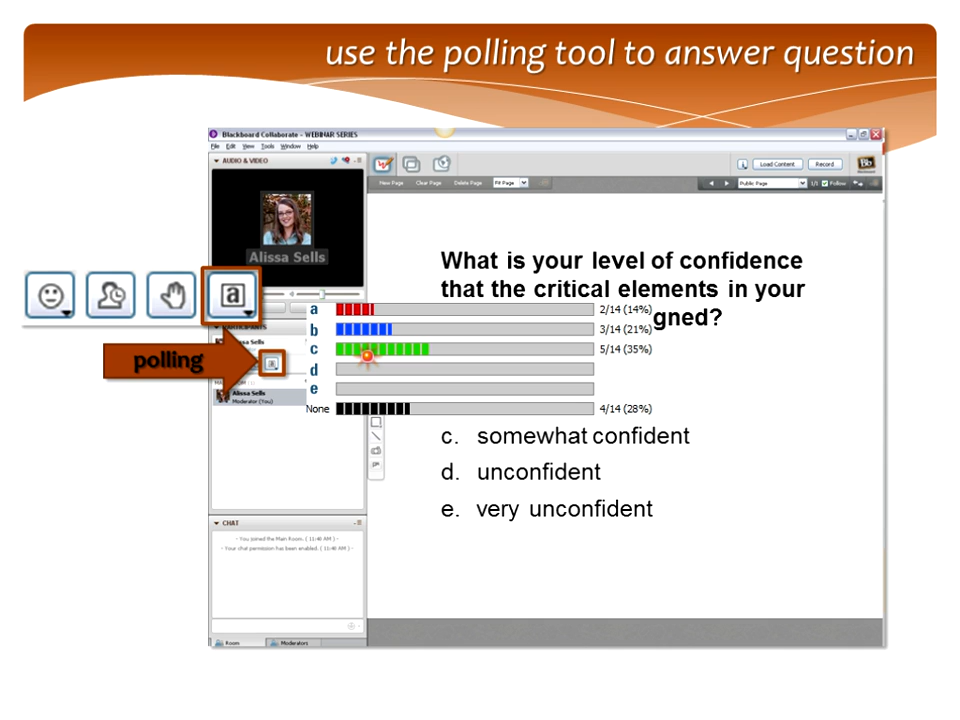 use the polling tool to answer question
Blackboard Collaborate - WEBINAR SERIES
File Edit View Tools Window Help
AUDIO & VIDEO
Load Content
Record
Bb
New Page Clear Page Delete Page Fit Page
Public Page
1/1 Follow
Alissa Sells
What is your level of confidence
that the critical elements in your
gned?
a
a 2/14 (14%)
b 3/14 (21%)
c 5/14 (35%)
d
e
None 4/14 (28%)
PARTICIPANTS
Alissa Sells
polling
a
Alissa Sells
Moderator (You)
c. somewhat confident
d. unconfident
e. very unconfident
CHAT
- You joined the Main Room. ( 11:40 AM ) -
- Your chat permission has been enabled. ( 11:40 AM ) -
Room Moderators